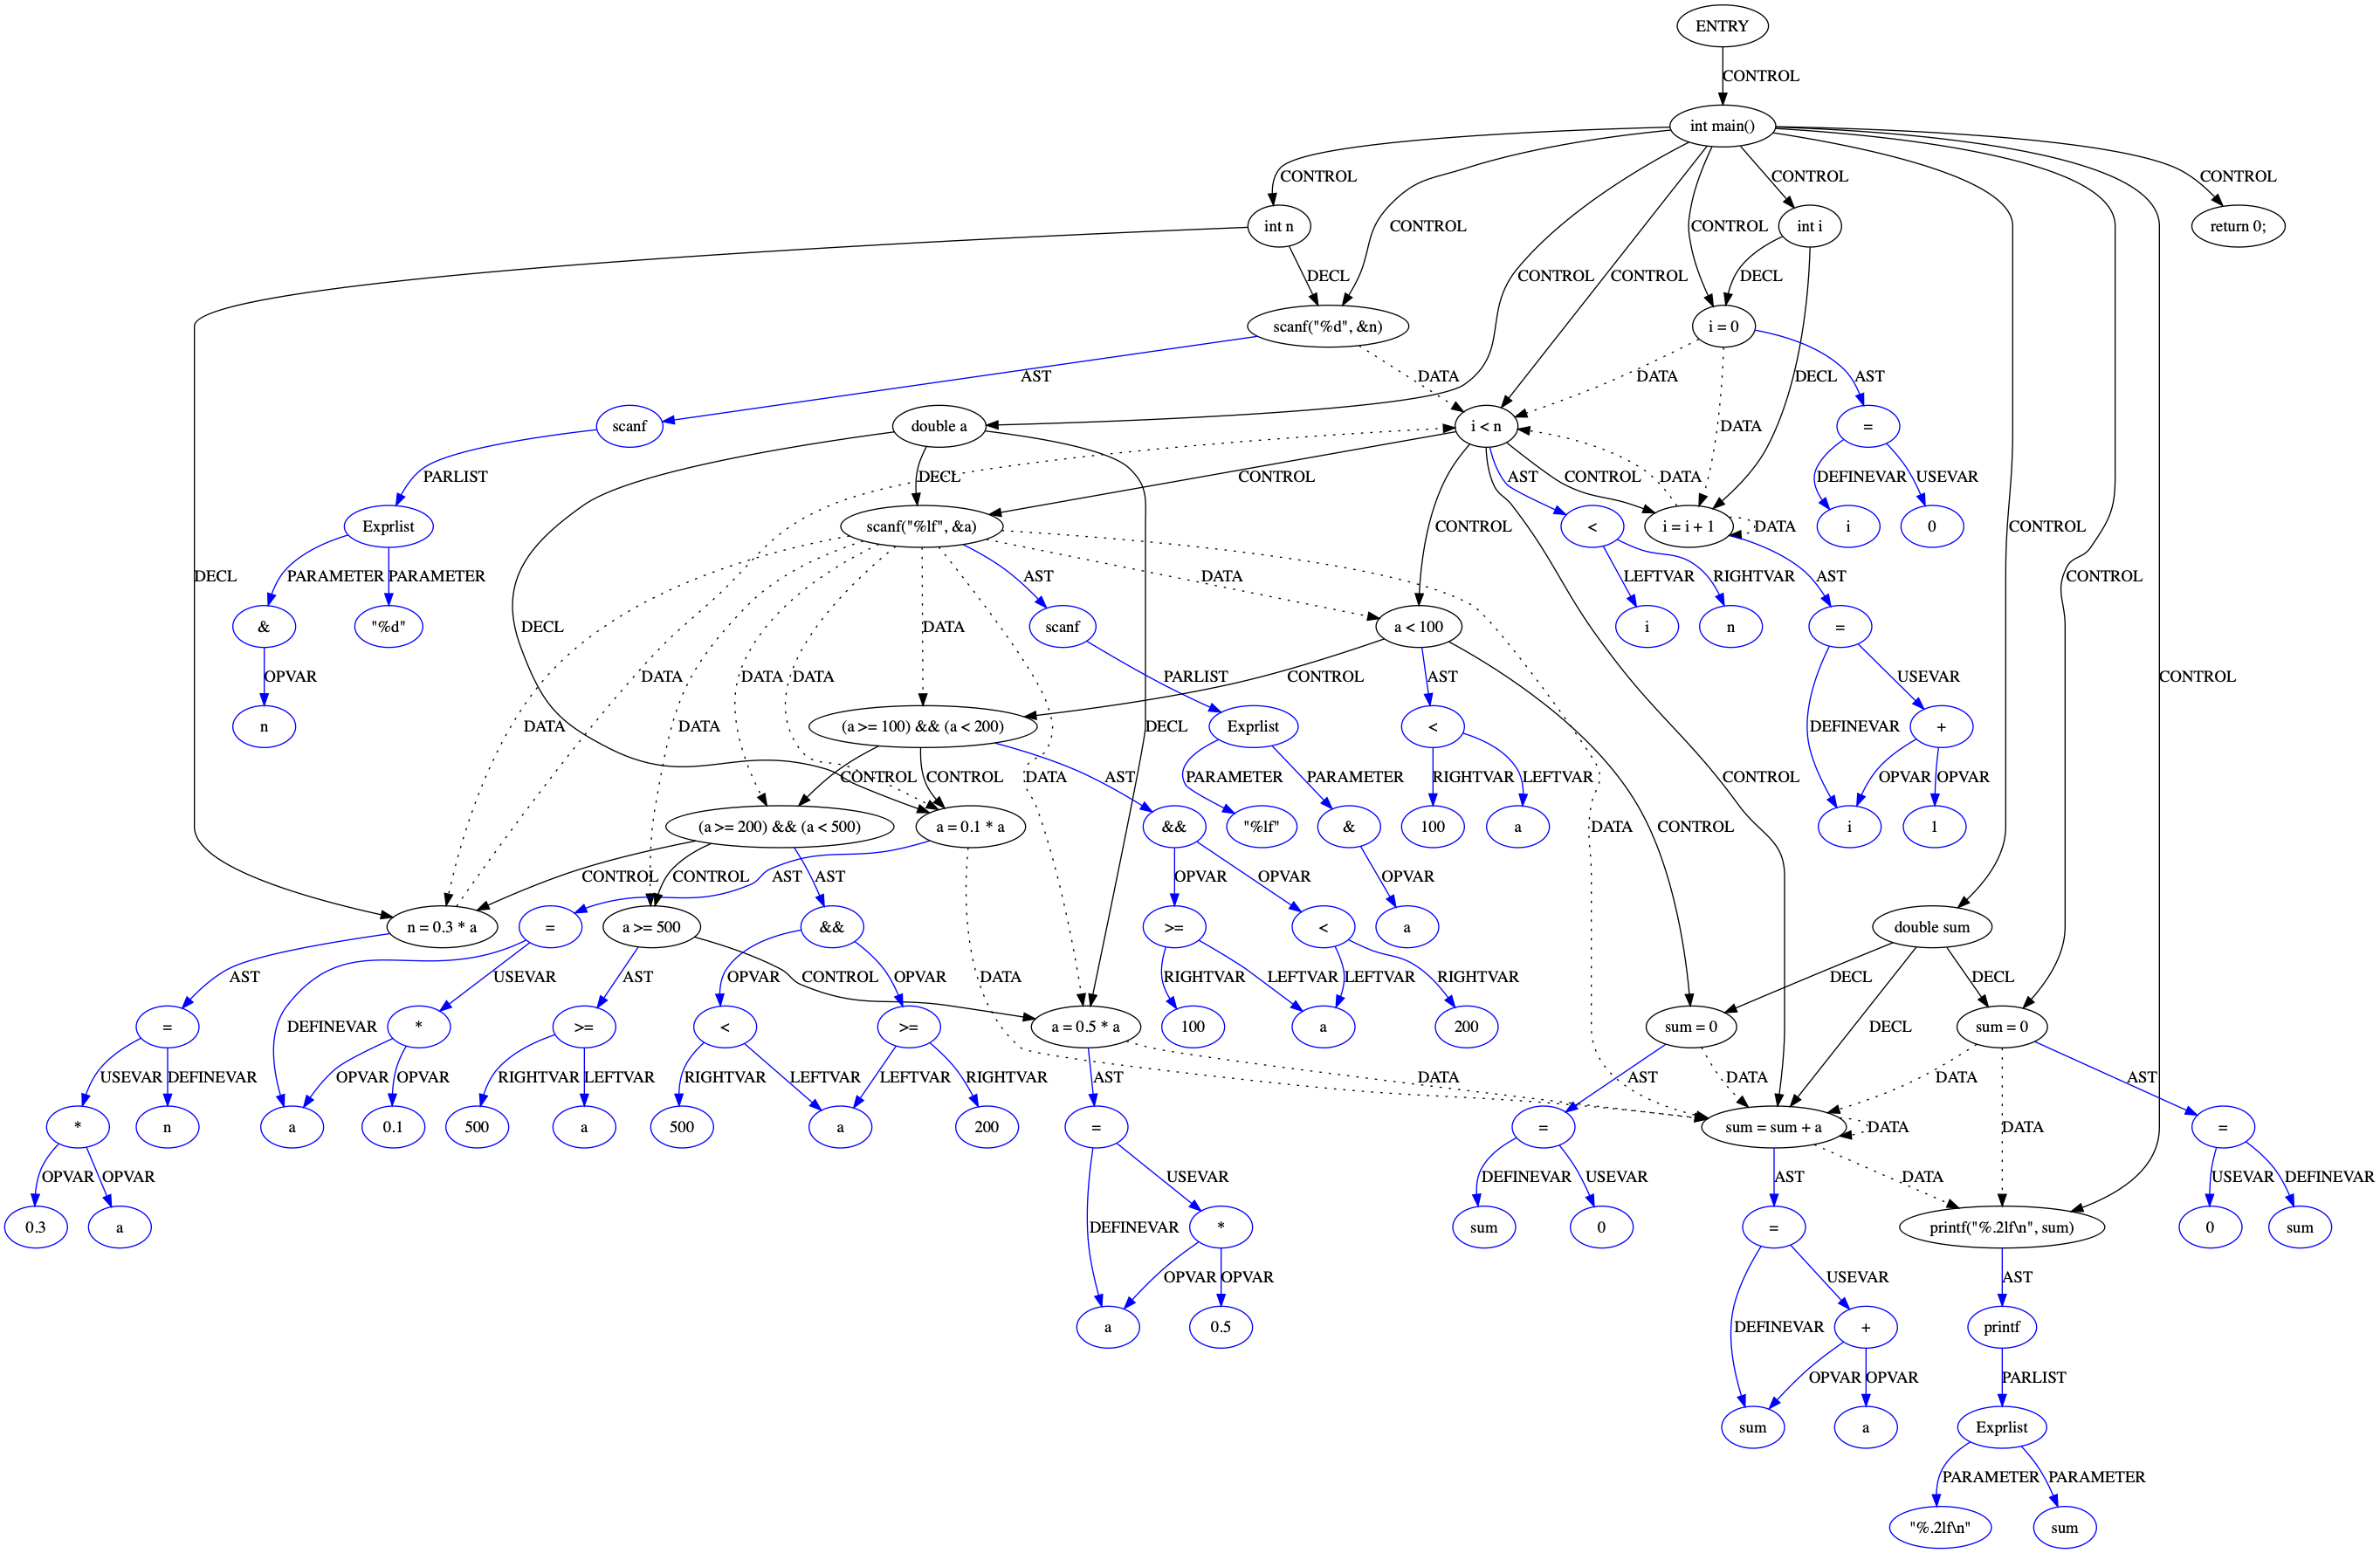 ENTRY
CONTROL
int main()
CONTROL
CONTROL
CONTROL
int n
CONTROL
CONTROL
int i
return 0;
DECL
CONTROL
CONTROL
DECL
CONTROL
scanf("%d", &n)
i = 0
AST
DATA
DATA
DECL
AST
scanf
double a
i < n
DATA
=
PARLIST
DECL
CONTROL
AST
CONTROL
DATA
DEFINEVAR
USEVAR
Exprlist
scanf("%lf", &a)
CONTROL
<
i = i + 1
DATA
i
0
CONTROL
DECL
PARAMETER
PARAMETER
AST
DATA
LEFTVAR
RIGHTVAR
AST
CONTROL
&
"%d"
DECL
DATA
scanf
a < 100
i
n
=
OPVAR
DATA
DATA
DATA
PARLIST
CONTROL
AST
USEVAR
CONTROL
n
DATA
DATA
(a >= 100) && (a < 200)
DECL
Exprlist
<
DEFINEVAR
+
CONTROL
CONTROL
AST
DATA
PARAMETER
PARAMETER
RIGHTVAR
LEFTVAR
CONTROL
OPVAR
OPVAR
(a >= 200) && (a < 500)
a = 0.1 * a
&&
"%lf"
&
100
a
DATA
CONTROL
i
1
CONTROL
CONTROL
AST
AST
OPVAR
OPVAR
OPVAR
n = 0.3 * a
=
a >= 500
&&
>=
<
a
double sum
AST
USEVAR
AST
OPVAR
CONTROL
OPVAR
DATA
RIGHTVAR
LEFTVAR
LEFTVAR
RIGHTVAR
DECL
DECL
=
DEFINEVAR
*
>=
<
>=
a = 0.5 * a
100
a
200
sum = 0
DECL
sum = 0
USEVAR
DEFINEVAR
OPVAR
OPVAR
RIGHTVAR
LEFTVAR
RIGHTVAR
LEFTVAR
LEFTVAR
RIGHTVAR
AST
DATA
AST
DATA
DATA
AST
*
n
a
0.1
500
a
500
a
200
=
=
sum = sum + a
DATA
DATA
=
OPVAR
OPVAR
USEVAR
DEFINEVAR
USEVAR
AST
DATA
USEVAR
DEFINEVAR
0.3
a
DEFINEVAR
*
sum
0
=
printf("%.2lf\n", sum)
0
sum
OPVAR
OPVAR
USEVAR
AST
a
0.5
DEFINEVAR
+
printf
OPVAR
OPVAR
PARLIST
sum
a
Exprlist
PARAMETER
PARAMETER
"%.2lf\n"
sum